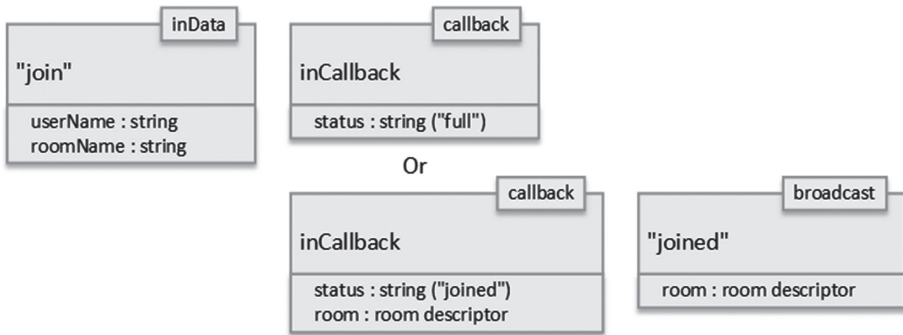 inData
"join"
userName : string
roomName : string
callback
inCallback
status : string ("full")
Or
callback
inCallback
status : string ("joined")
room : room descriptor
broadcast
"joined"
room : room descriptor